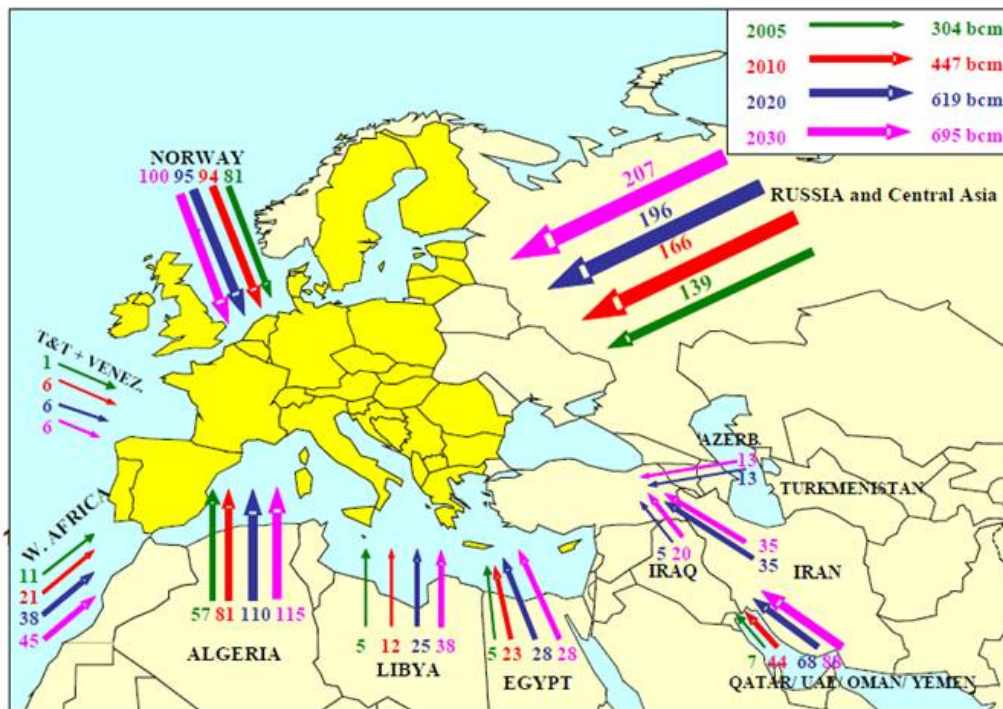 2005 304 bcm
2010 447 bcm
2020 619 bcm
2030 695 bcm
NORWAY
100 95 94 81
207
196
166
139
RUSSIA and Central Asia
T&T + VENEZ.
1
6
6
6
AZERB.
13
13
TURKMENISTAN
W. AFRICA
11
21
38
45
57 81 110 115
ALGERIA
5 12 25 38
LIBYA
5 23 28 28
EGYPT
5 20
IRAQ
35
35
IRAN
7 44 68 88
QATAR/ UAE/ OMAN/ YEMEN